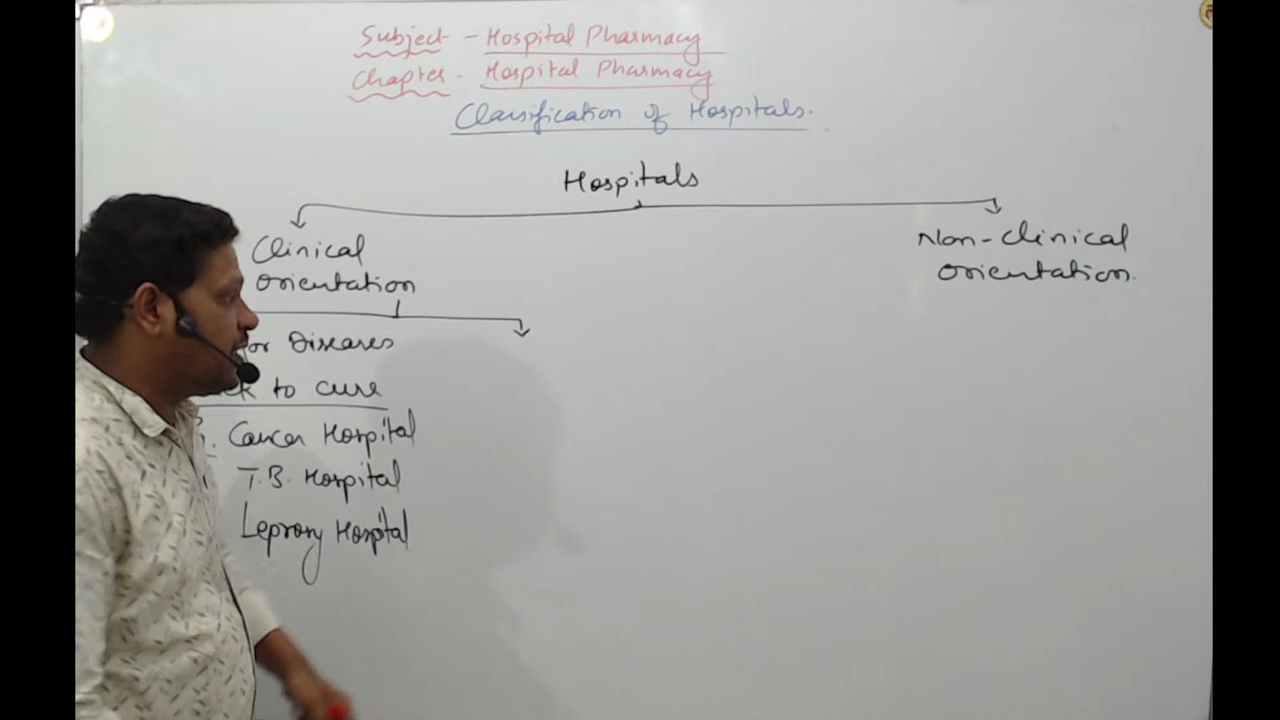 Subject - Hospital Pharmacy
Chapter - Hospital Pharmacy
Classification of Hospitals.
Hospitals
Clinical
orientation
Non-clinical
orientation.
Diseases
to cure
Cancer Hospital
T.B. Hospital
Leprosy Hospital